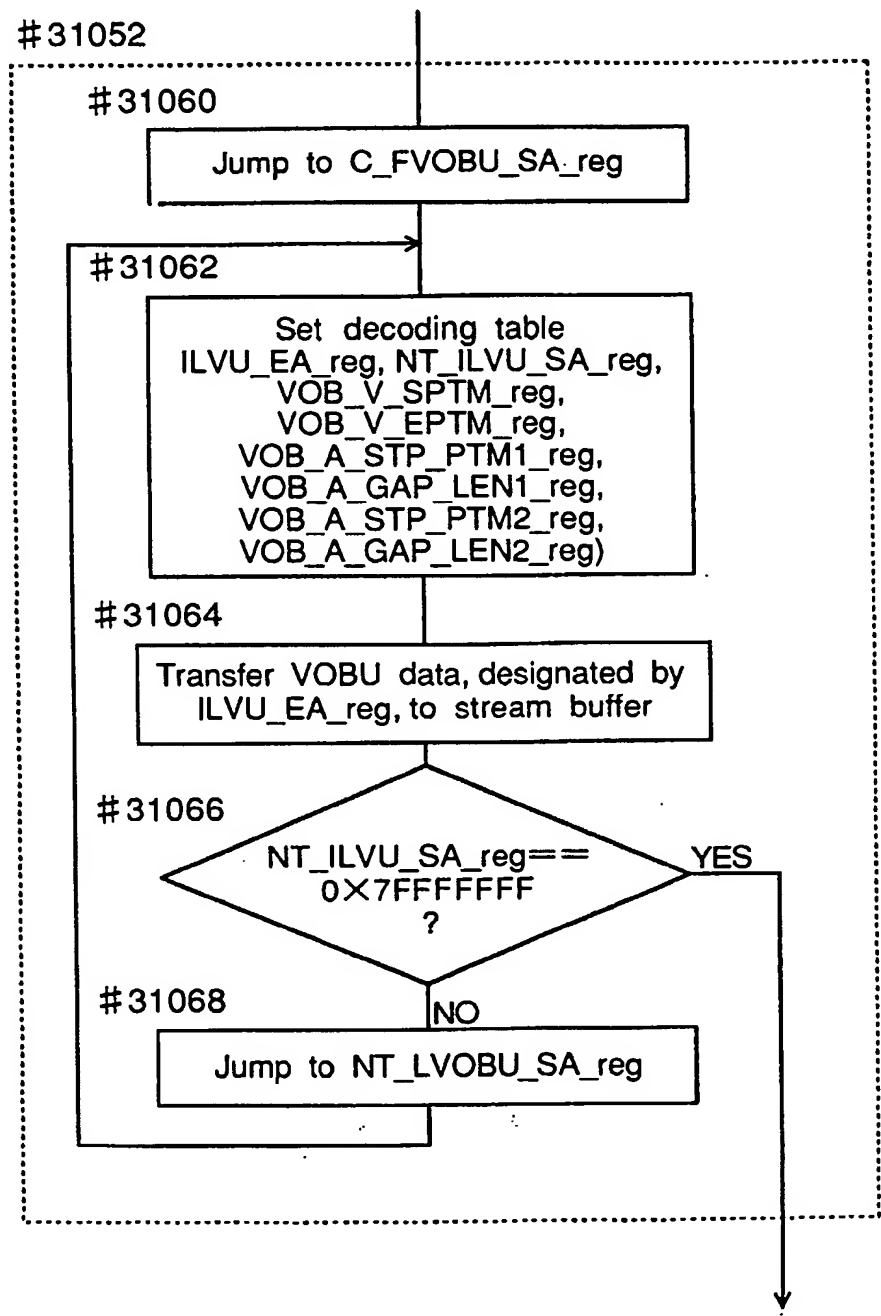 #31052
#31060
Jump to C_FVOBU_SA_reg
#31062
Set decoding table
ILVU_EA_reg, NT_ILVU_SA_reg,
VOB_V_SPTM_reg,
VOB_V_EPTM_reg,
VOB_A_STP_PTM1_reg,
VOB_A_GAP_LEN1_reg,
VOB_A_STP_PTM2_reg,
VOB_A_GAP_LEN2_reg)
#31064
Transfer VOBU data, designated by
ILVU_EA_reg, to stream buffer
#31066
NT_ILVU_SA_reg==
0×7FFFFFFF
?
YES
#31068
NO
Jump to NT_LVOBU_SA_reg